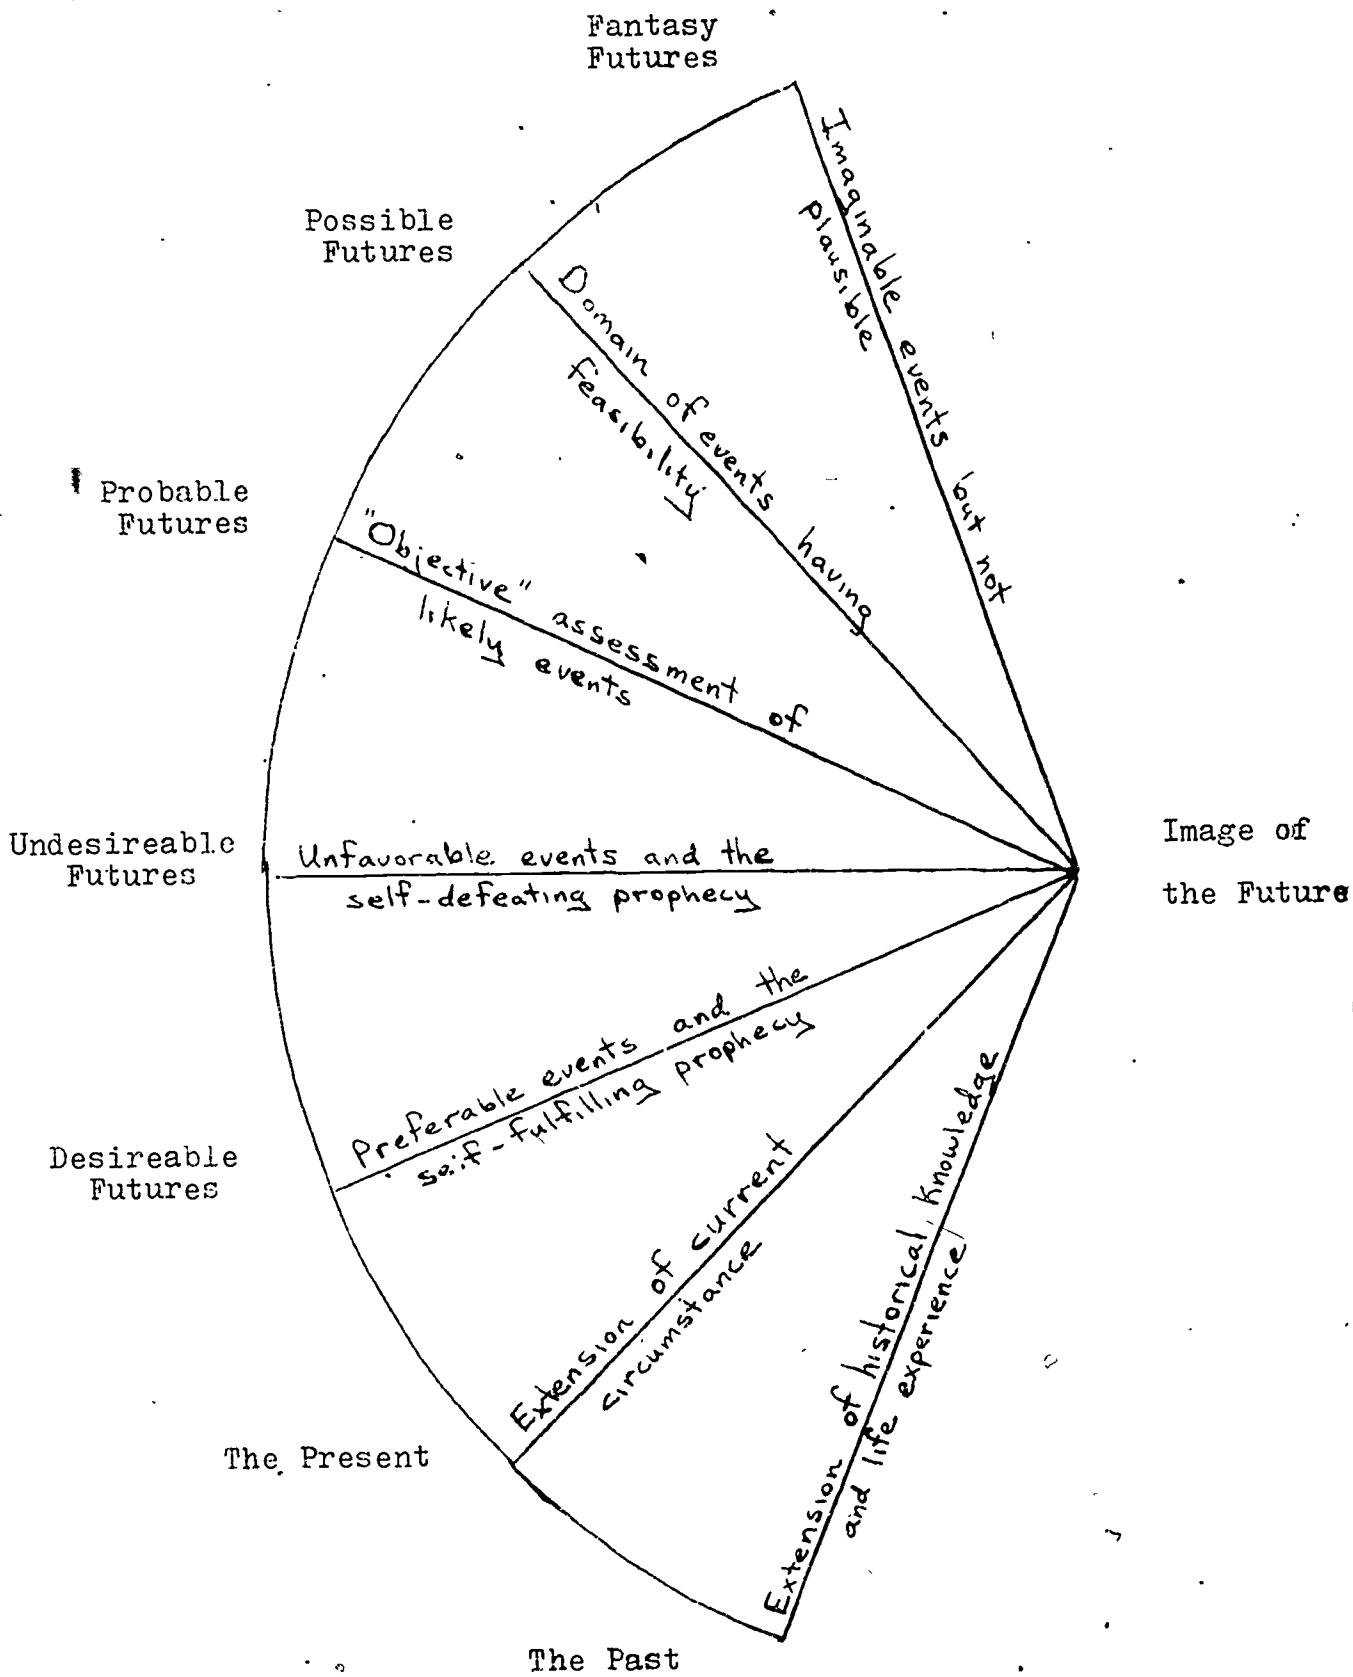 Fantasy
Futures
Imaginable events but not
plausible
Possible
Futures
Domain of events having
feasibility
Probable
Futures
"Objective" assessment of
likely events
Undesireable
Futures
Unfavorable events and the
self-defeating prophecy
Image of
the Future
Desireable
Futures
Preferable events and the
self-fulfilling prophecy
The Present
Extension of current
circumstance
The Past
Extension of historical knowledge
and life experience